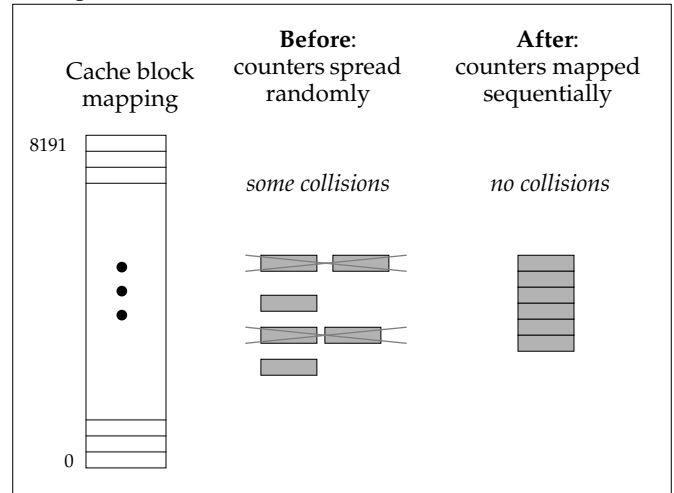 Cache block
mapping
Before:
counters spread
randomly
After:
counters mapped
sequentially
8191
some collisions
no collisions
0